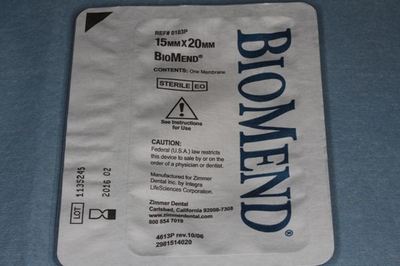 REF# 0183P
15MM X 20MM
BIOMEND®
CONTENTS: One Membrane
STERILE EO
See Instructions
for Use
CAUTION:
Federal (U.S.A.) law restricts
this device to sale by or on the
order of a physician or dentist.
Manufactured for Zimmer
Dental Inc. by Integra
LifeSciences Corporation.
Zimmer Dental
Carlsbad, California 92008-7308
www.zimmerdental.com
800 854 7019
4613P rev.10/06
2981514020
LOT 1135245
2016 02
BIOMEND®